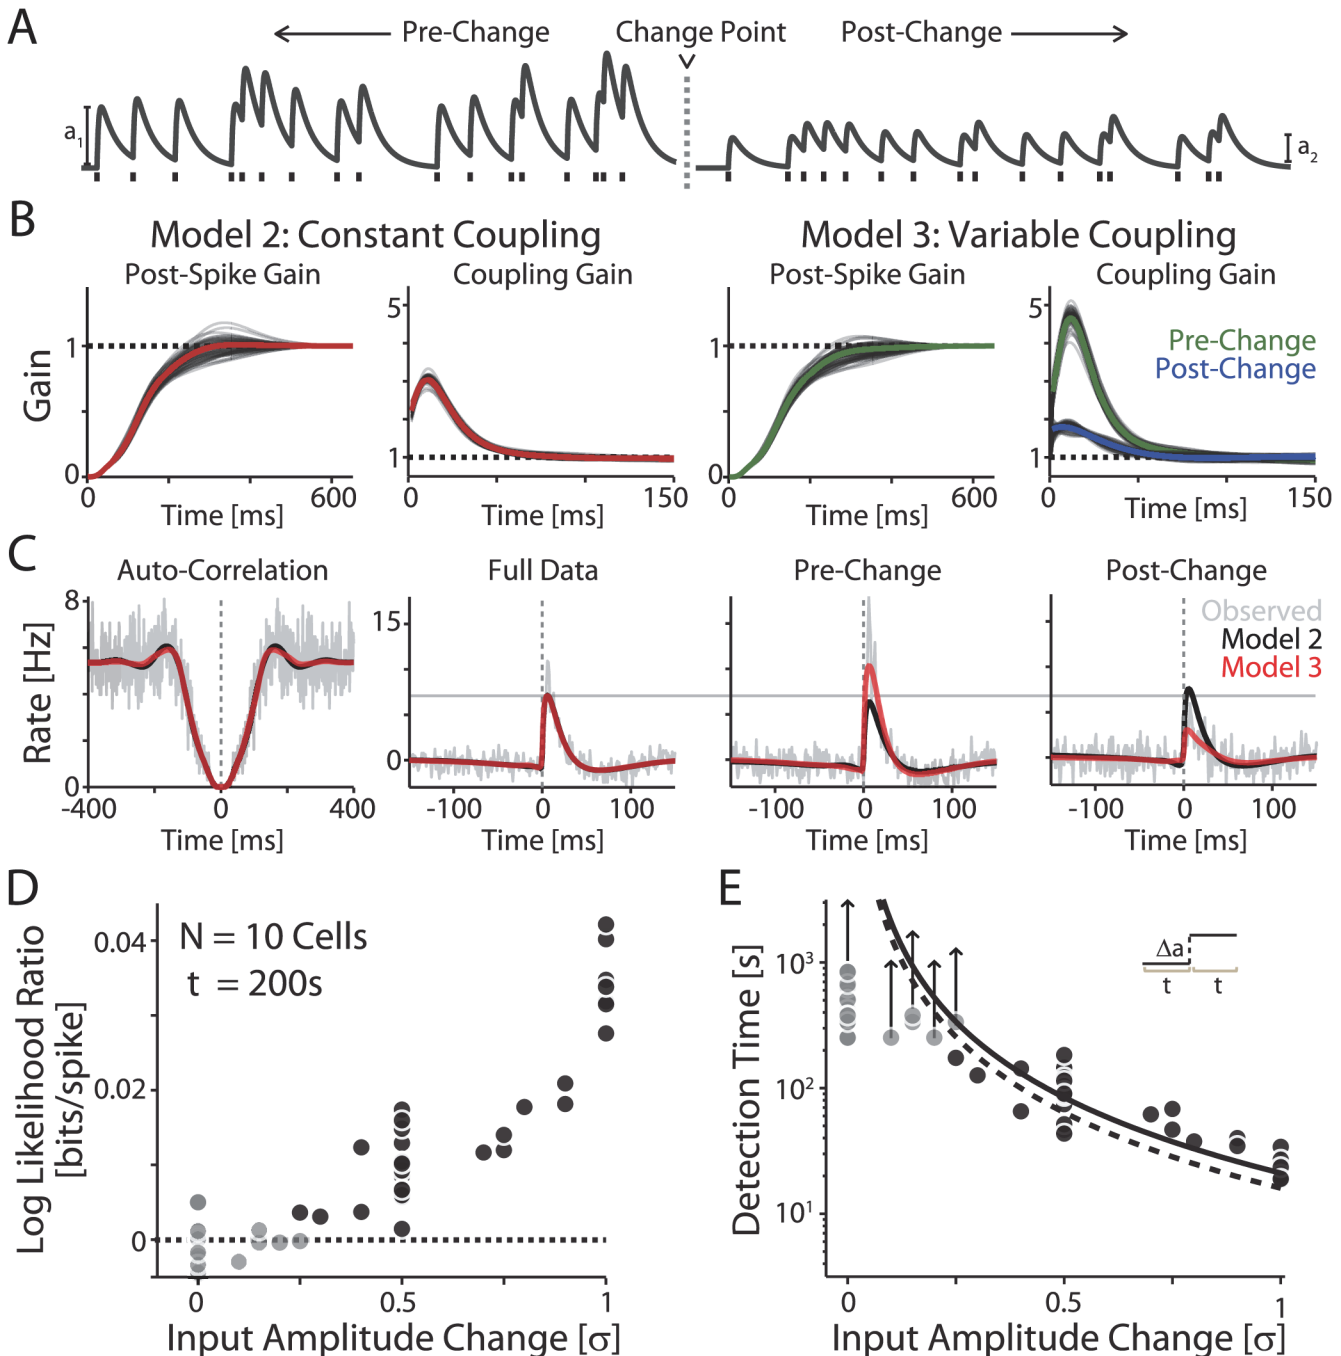 A
Pre-Change
Change Point
Post-Change
a1
a2
B
Model 2: Constant Coupling
Model 3: Variable Coupling
Post-Spike Gain
Coupling Gain
Post-Spike Gain
Coupling Gain
Gain
1
0
0
600
Time [ms]
5
1
0
150
Time [ms]
1
0
0
600
Time [ms]
5
1
Pre-Change
Post-Change
0
150
Time [ms]
C
Auto-Correlation
Full Data
Pre-Change
Post-Change
Rate [Hz]
8
0
-400
0
400
Time [ms]
15
0
-100
0
100
Time [ms]
-100
0
100
Time [ms]
Observed
Model 2
Model 3
-100
0
100
Time [ms]
D
Log Likelihood Ratio
[bits/spike]
N = 10 Cells
t = 200s
0.04
0.02
0
0
0.5
1
Input Amplitude Change [σ]
E
Detection Time [s]
10³
10²
10¹
Δa
t
t
0
0.5
1
Input Amplitude Change [σ]